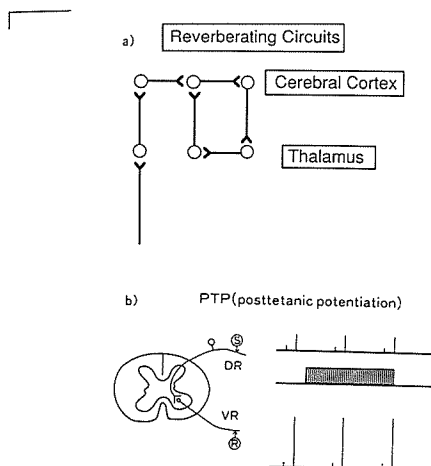 a) Reverberating Circuits
Cerebral Cortex
Thalamus
b) PTP (posttetanic potentiation)
S
DR
VR
R